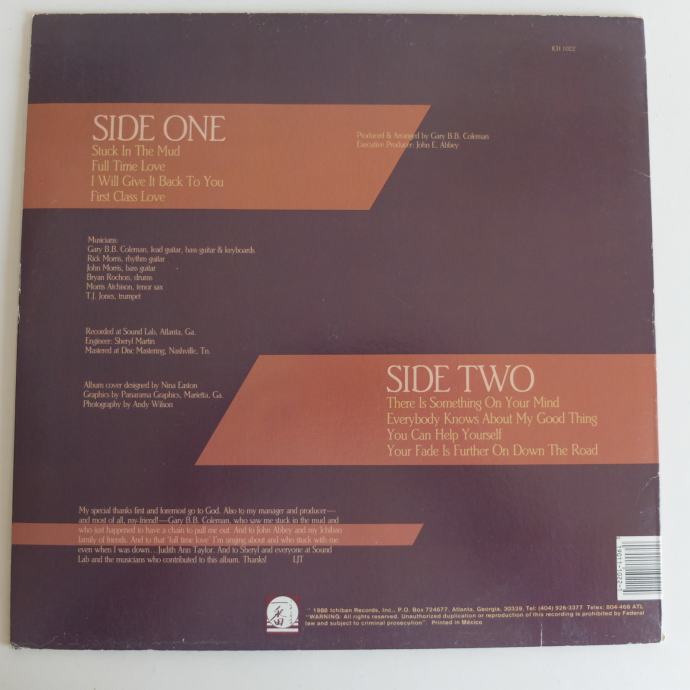 ICH 1022
SIDE ONE
Stuck In The Mud
Full Time Love
I Will Give It Back To You
First Class Love
Produced & Arranged by Gary B.B. Coleman
Executive Producer: John E. Abbey
Musicians:
Gary B.B. Coleman, lead guitar, bass guitar & keyboards
Rick Morris, rhythm guitar
John Morris, bass guitar
Bryan Rochon, drums
Morris Atchison, tenor sax
T.J. Jones, trumpet
Recorded at Sound Lab, Atlanta, Ga.
Engineer: Sheryl Martin
Mastered at Disc Mastering, Nashville, Tn.
Album cover designed by Nina Easton
Graphics by Panarama Graphics, Marietta, Ga.
Photography by Andy Wilson
SIDE TWO
There Is Something On Your Mind
Everybody Knows About My Good Thing
You Can Help Yourself
Your Fade Is Further On Down The Road
My special thanks first and foremost go to God. Also to my manager and producer—
and most of all, my friend!—Gary B.B. Coleman, who saw me stuck in the mud and
who just happened to have a chain to pull me out. And to John Abbey and my Ichiban
family of friends. And to that 'full time love' I'm singing about and who stuck with me
even when I was down...Judith Ann Taylor. And to Sheryl and everyone at Sound
Lab and the musicians who contributed to this album. Thanks! LJT
1988 Ichiban Records, Inc., P.O. Box 724677, Atlanta, Georgia, 30339, Tel: (404) 926-3377 Telex: 804-466 ATL
"WARNING: All rights reserved. Unauthorized duplication or reproduction of this recording is prohibited by Federal
law and subject to criminal prosecution". Printed in México